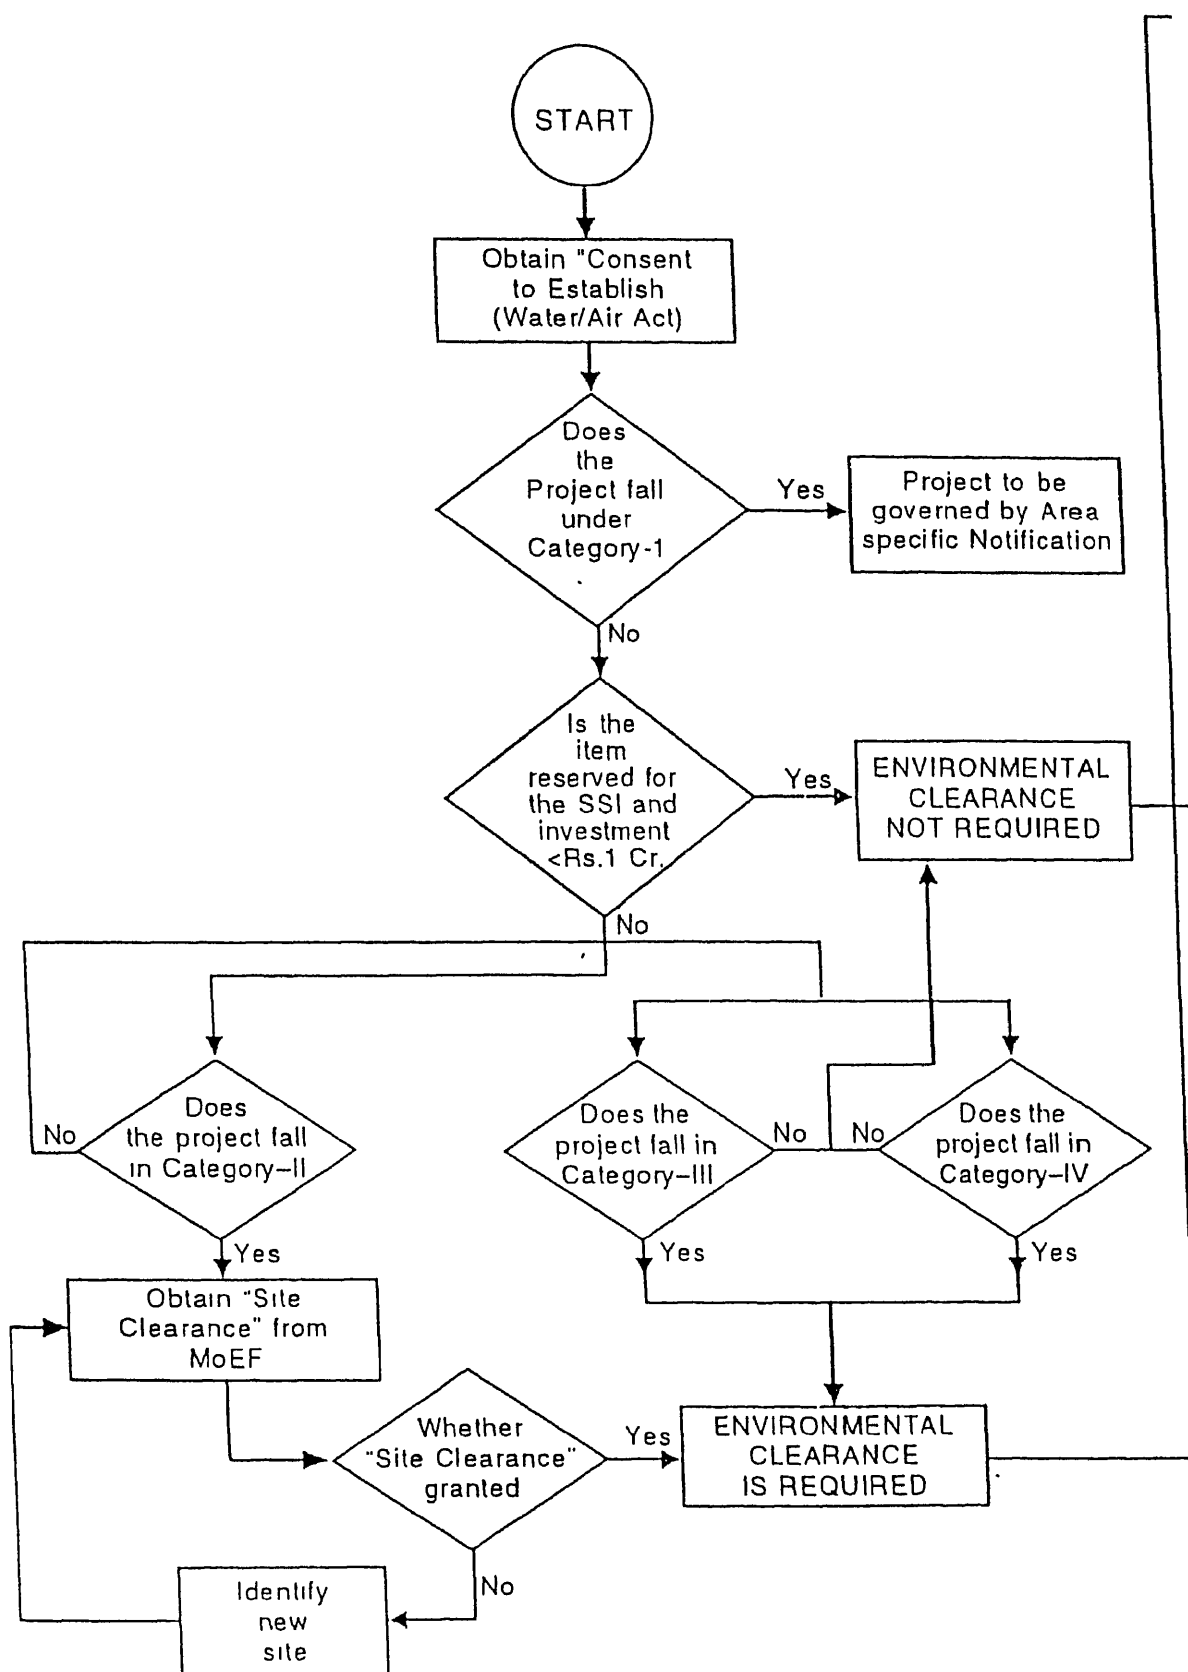 START
Obtain "Consent
to Establish
(Water/Air Act)
Does
the
Project fall
under
Category-1
Yes
Project to be
governed by Area
specific Notification
No
Is the
item
reserved for
the SSI and
investment
<Rs.1 Cr.
Yes
ENVIRONMENTAL
CLEARANCE
NOT REQUIRED
No
Does
the project fall
in Category–II
No
Does the
project fall in
Category–III
No
No
Does the
project fall in
Category–IV
Yes
Yes
Yes
Obtain "Site
Clearance" from
MoEF
Whether
"Site Clearance"
granted
Yes
ENVIRONMENTAL
CLEARANCE
IS REQUIRED
No
Identify
new
site